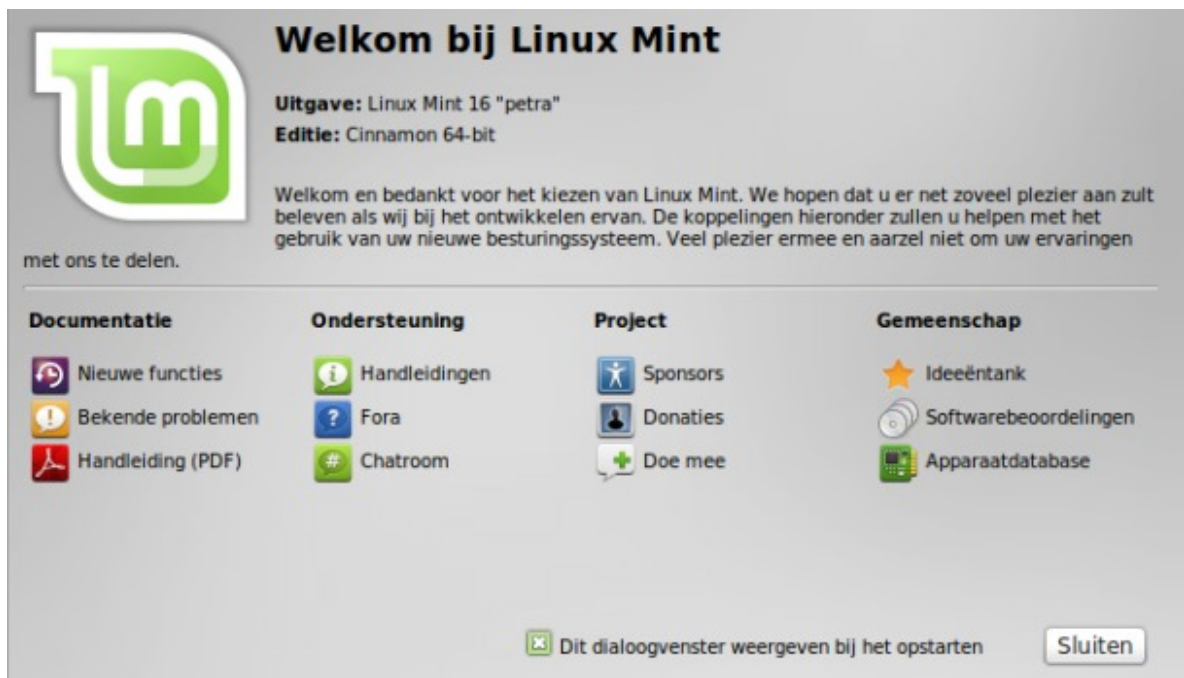 Welkom bij Linux Mint
Uitgave: Linux Mint 16 "petra"
Editie: Cinnamon 64-bit
Welkom en bedankt voor het kiezen van Linux Mint. We hopen dat u er net zoveel plezier aan zult
beleven als wij bij het ontwikkelen ervan. De koppelingen hieronder zullen u helpen met het
gebruik van uw nieuwe besturingssysteem. Veel plezier ermee en aarzel niet om uw ervaringen
met ons te delen.
Documentatie
Nieuwe functies
Bekende problemen
Handleiding (PDF)
Ondersteuning
Handleidingen
Fora
Chatroom
Project
Sponsors
Donaties
Doe mee
Gemeenschap
Ideeëntank
Softwarebeoordelingen
Apparaatdatabase
Dit dialoogvenster weergeven bij het opstarten
Sluiten